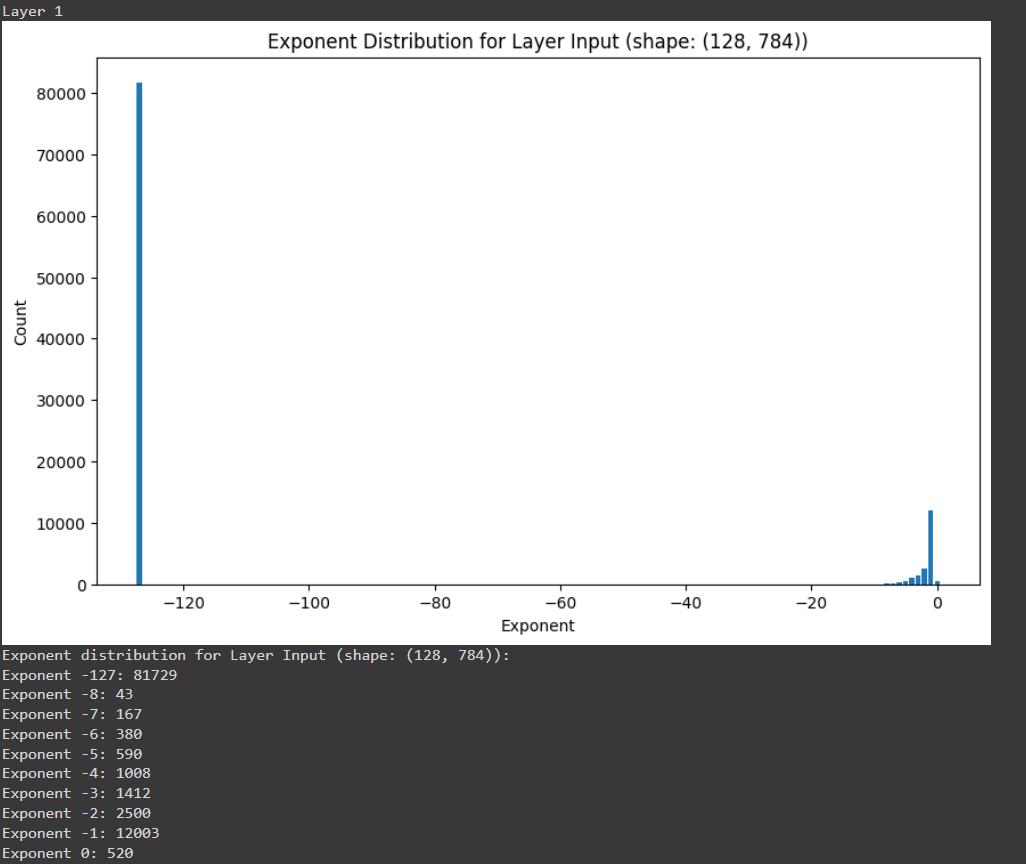 Layer 1
Exponent Distribution for Layer Input (shape: (128, 784))
80000
70000
60000
50000
40000
30000
20000
10000
0
Count
−120 −100 −80 −60 −40 −20 0
Exponent
Exponent distribution for Layer Input (shape: (128, 784)):
Exponent -127: 81729
Exponent -8: 43
Exponent -7: 167
Exponent -6: 380
Exponent -5: 590
Exponent -4: 1008
Exponent -3: 1412
Exponent -2: 2500
Exponent -1: 12003
Exponent 0: 520